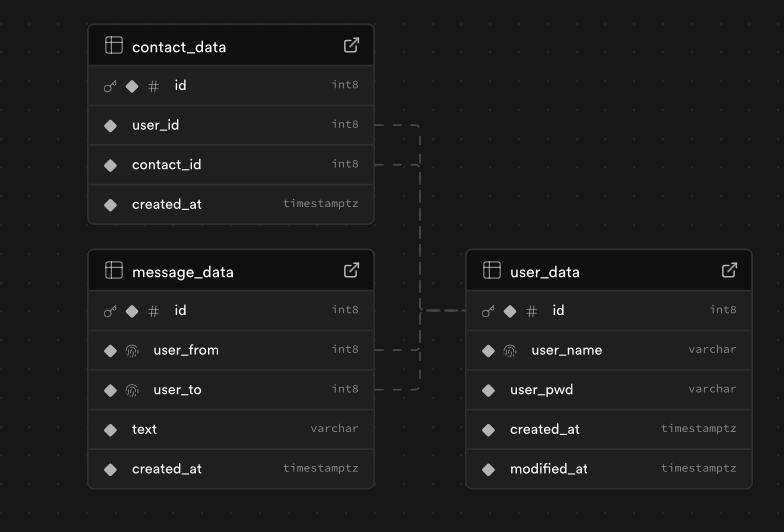 contact_data
# id int8
user_id int8
contact_id int8
created_at timestamptz
message_data
# id int8
user_from int8
user_to int8
text varchar
created_at timestamptz
user_data
# id int8
user_name varchar
user_pwd varchar
created_at timestamptz
modified_at timestamptz